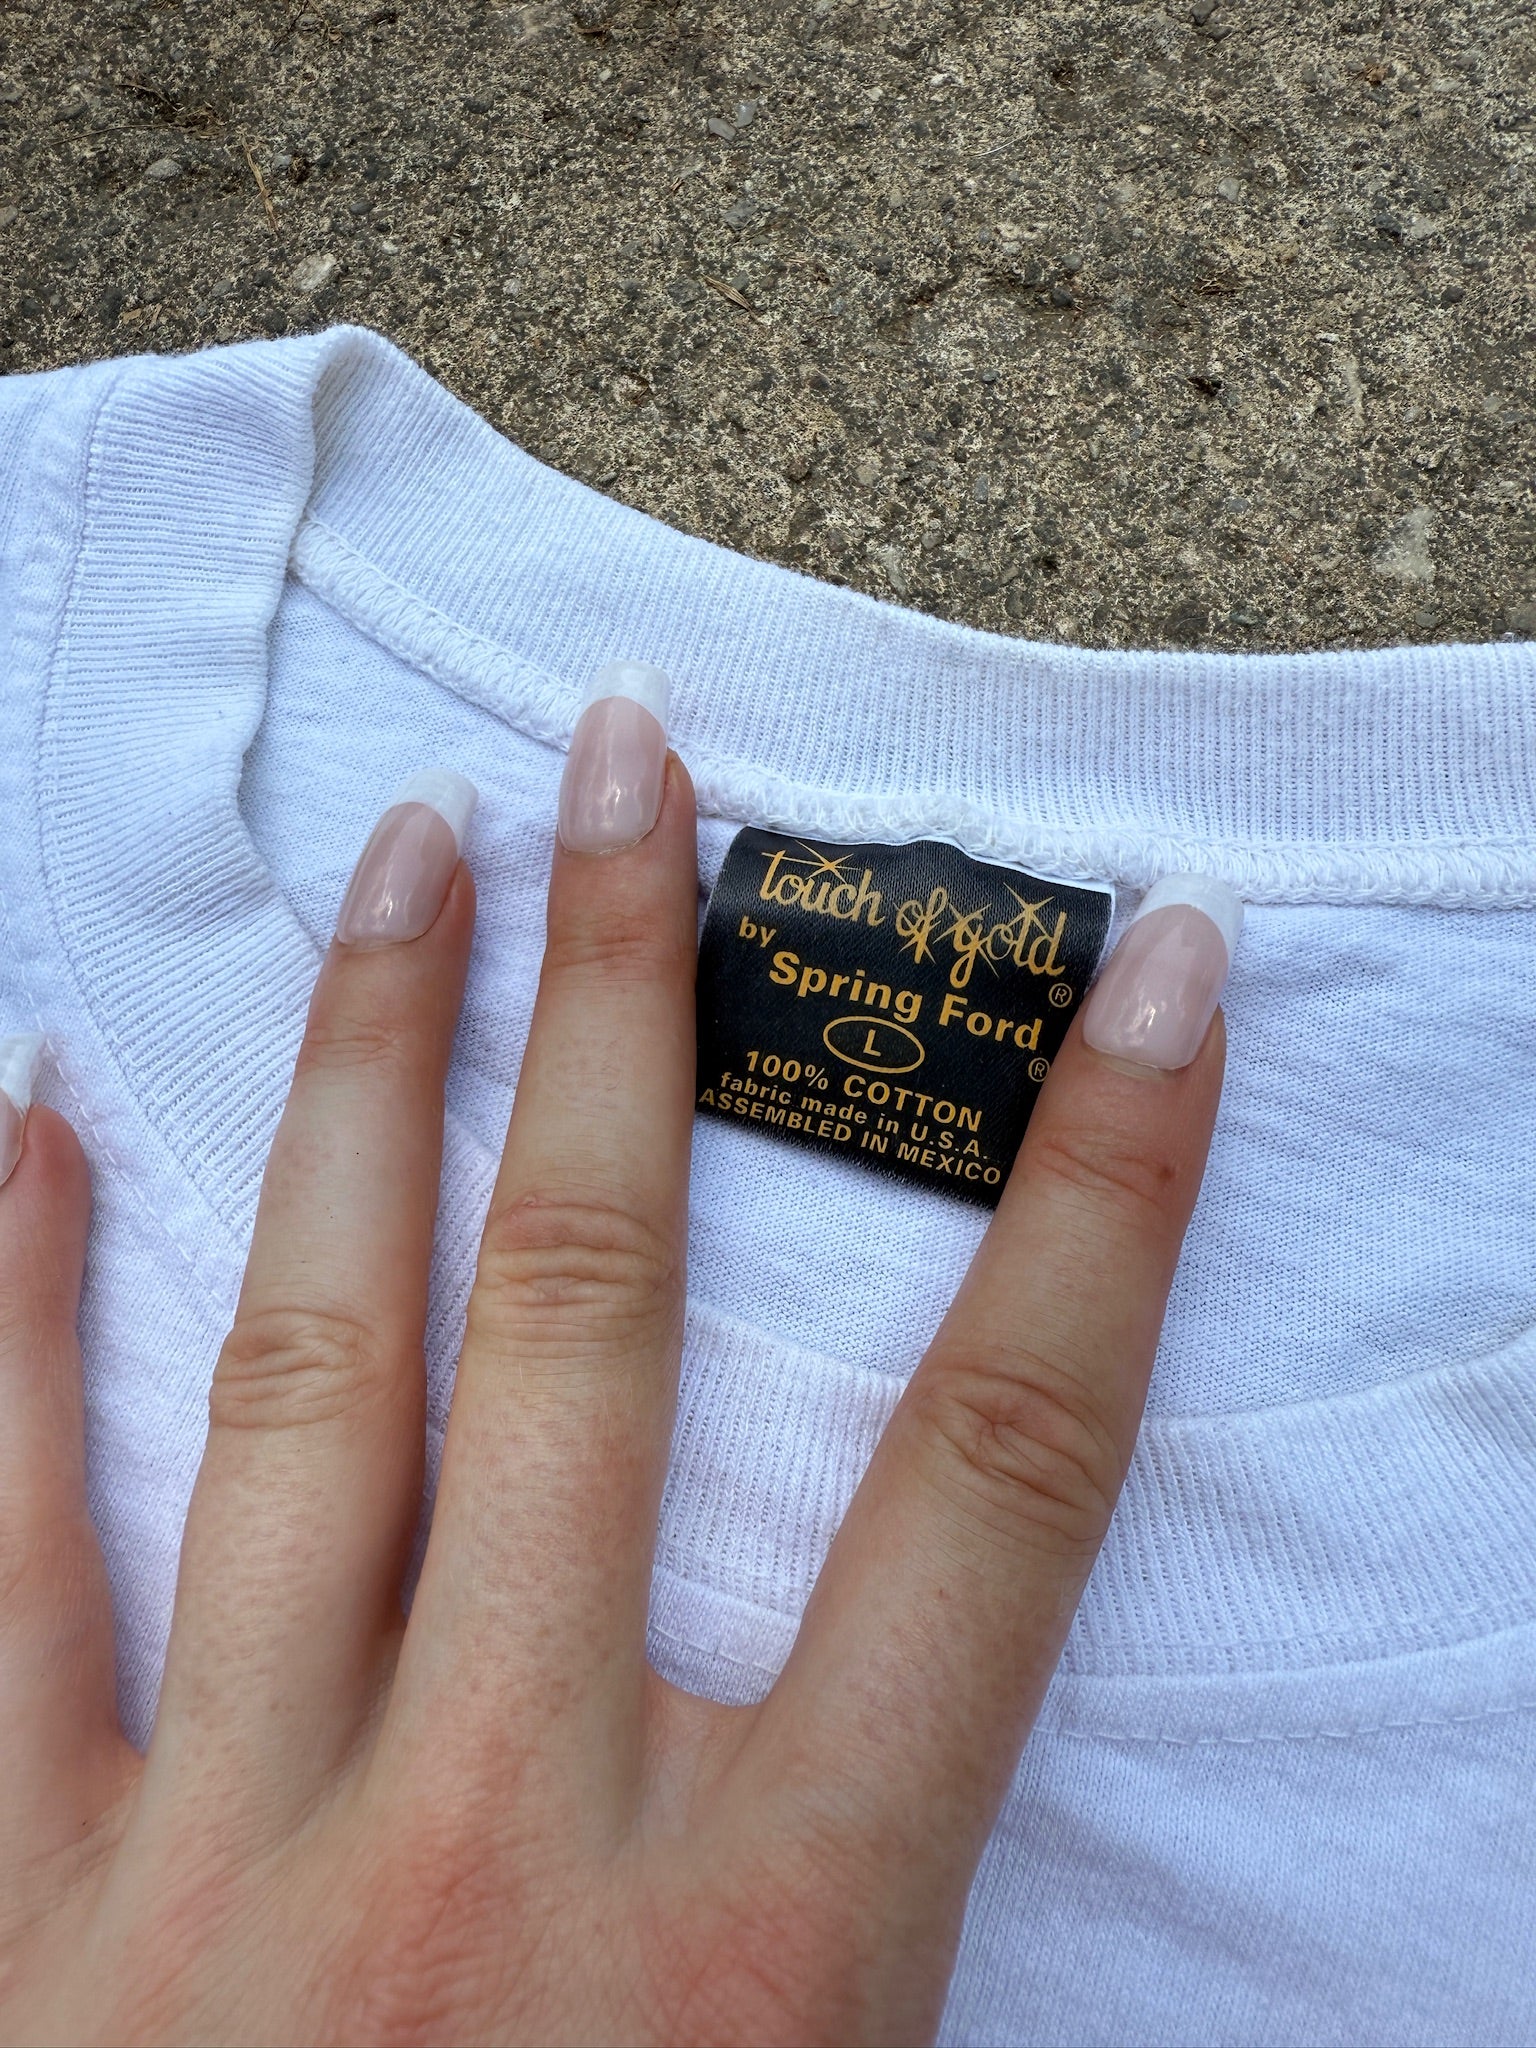 touch of gold ®
by
Spring Ford ®
L
100% COTTON
fabric made in U.S.A.
ASSEMBLED IN MEXICO